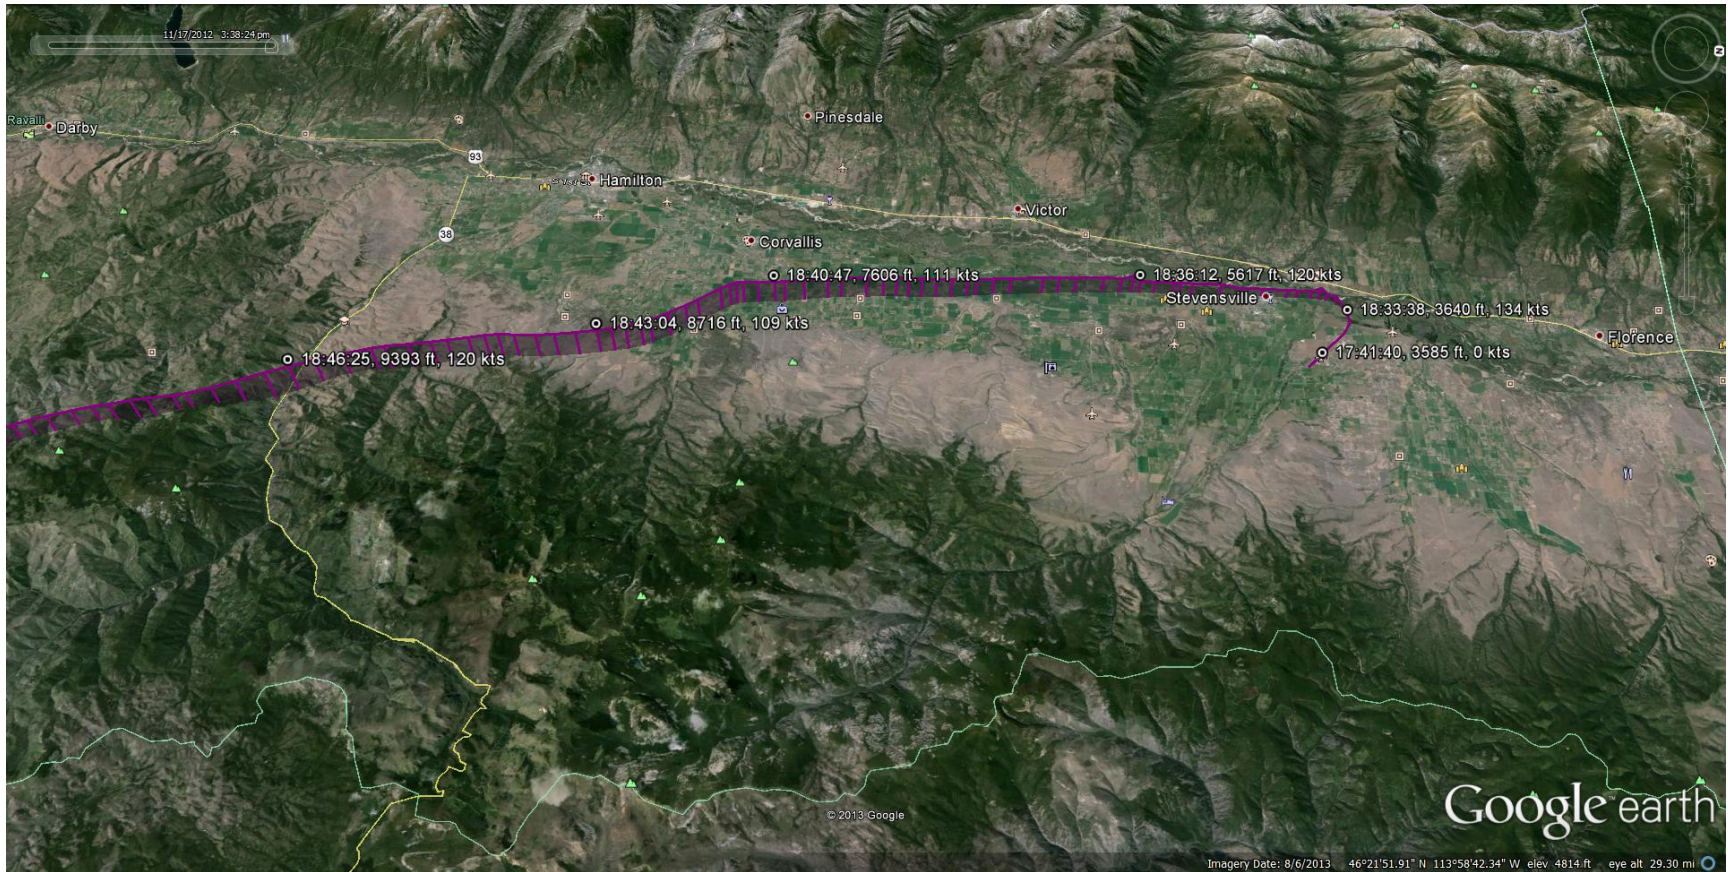 11/17/2012 3:38:24 pm
N
Ravalli
Darby
Pinesdale
93
Hamilton
Victor
38
Corvallis
18:40:47, 7606 ft, 111 kts
18:36:12, 5617 ft, 120 kts
Stevensville
18:33:38, 3640 ft, 134 kts
18:43:04, 8716 ft, 109 kts
Florence
18:46:25, 9393 ft, 120 kts
17:41:40, 3585 ft, 0 kts
Google earth
© 2013 Google
Imagery Date: 8/6/2013 46°21'51.91" N 113°58'42.34" W elev 4814 ft eye alt 29.30 mi